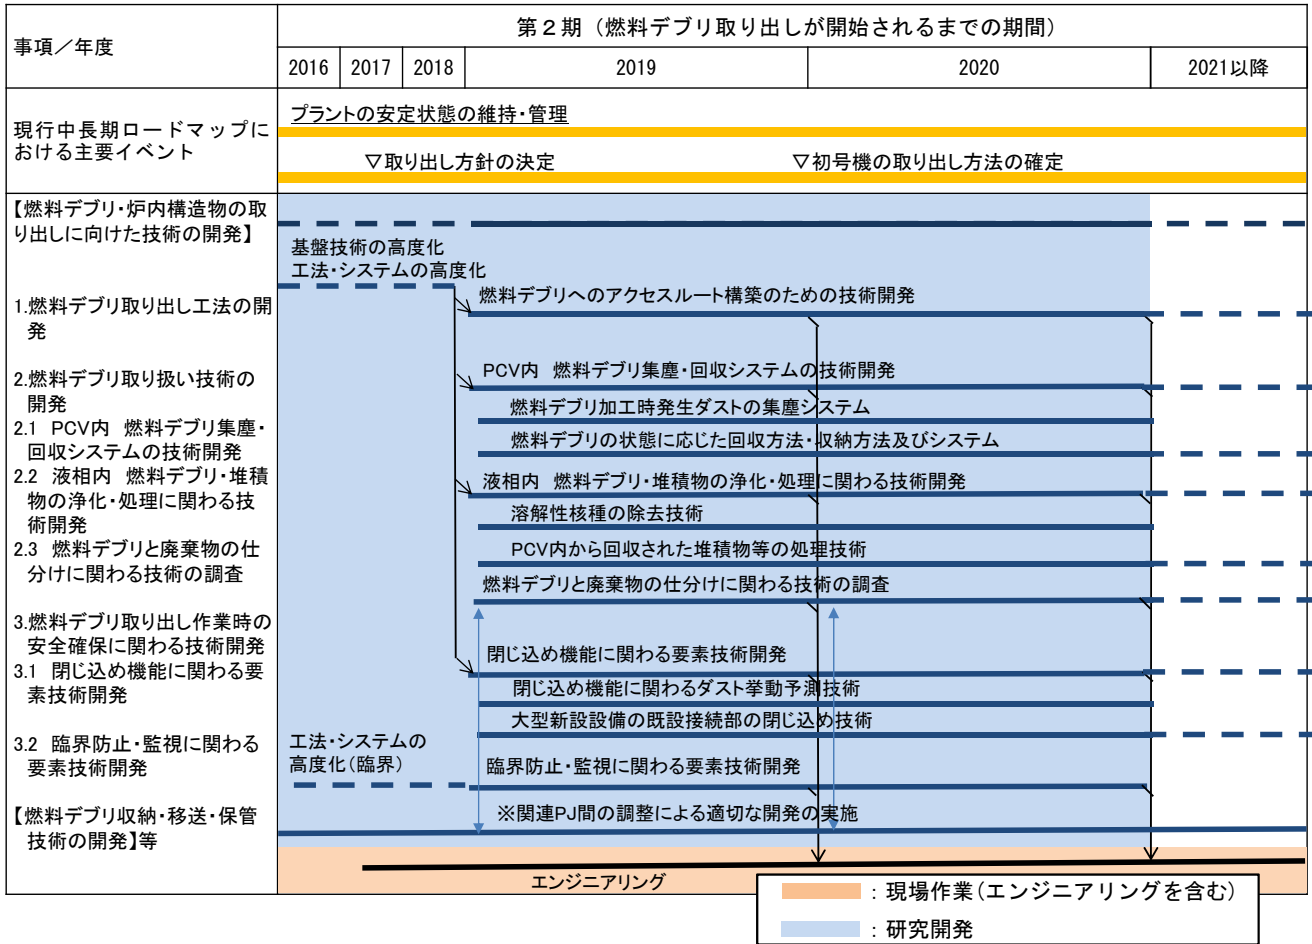 事項／年度
第２期（燃料デブリ取り出しが開始されるまでの期間）
2016
2017
2018
2019
2020
2021以降
現行中長期ロードマップに
おける主要イベント
プラントの安定状態の維持・管理
▽取り出し方針の決定
▽初号機の取り出し方法の確定
【燃料デブリ・炉内構造物の取
り出しに向けた技術の開発】
1.燃料デブリ取り出し工法の開
発
2.燃料デブリ取り扱い技術の
開発
2.1 PCV内 燃料デブリ集塵・
回収システムの技術開発
2.2 液相内 燃料デブリ・堆積
物の浄化・処理に関わる技
術開発
2.3 燃料デブリと廃棄物の仕
分けに関わる技術の調査
3.燃料デブリ取り出し作業時の
安全確保に関わる技術開発
3.1 閉じ込め機能に関わる要
素技術開発
3.2 臨界防止・監視に関わる
要素技術開発
【燃料デブリ収納・移送・保管
技術の開発】等
基盤技術の高度化
工法・システムの高度化
燃料デブリへのアクセスルート構築のための技術開発
PCV内 燃料デブリ集塵・回収システムの技術開発
燃料デブリ加工時発生ダストの集塵システム
燃料デブリの状態に応じた回収方法・収納方法及びシステム
液相内 燃料デブリ・堆積物の浄化・処理に関わる技術開発
溶解性核種の除去技術
PCV内から回収された堆積物等の処理技術
燃料デブリと廃棄物の仕分けに関わる技術の調査
閉じ込め機能に関わる要素技術開発
閉じ込め機能に関わるダスト挙動予測技術
大型新設設備の既設接続部の閉じ込め技術
工法・システムの
高度化（臨界）
臨界防止・監視に関わる要素技術開発
※関連PJ間の調整による適切な開発の実施
エンジニアリング
：現場作業（エンジニアリングを含む）
：研究開発